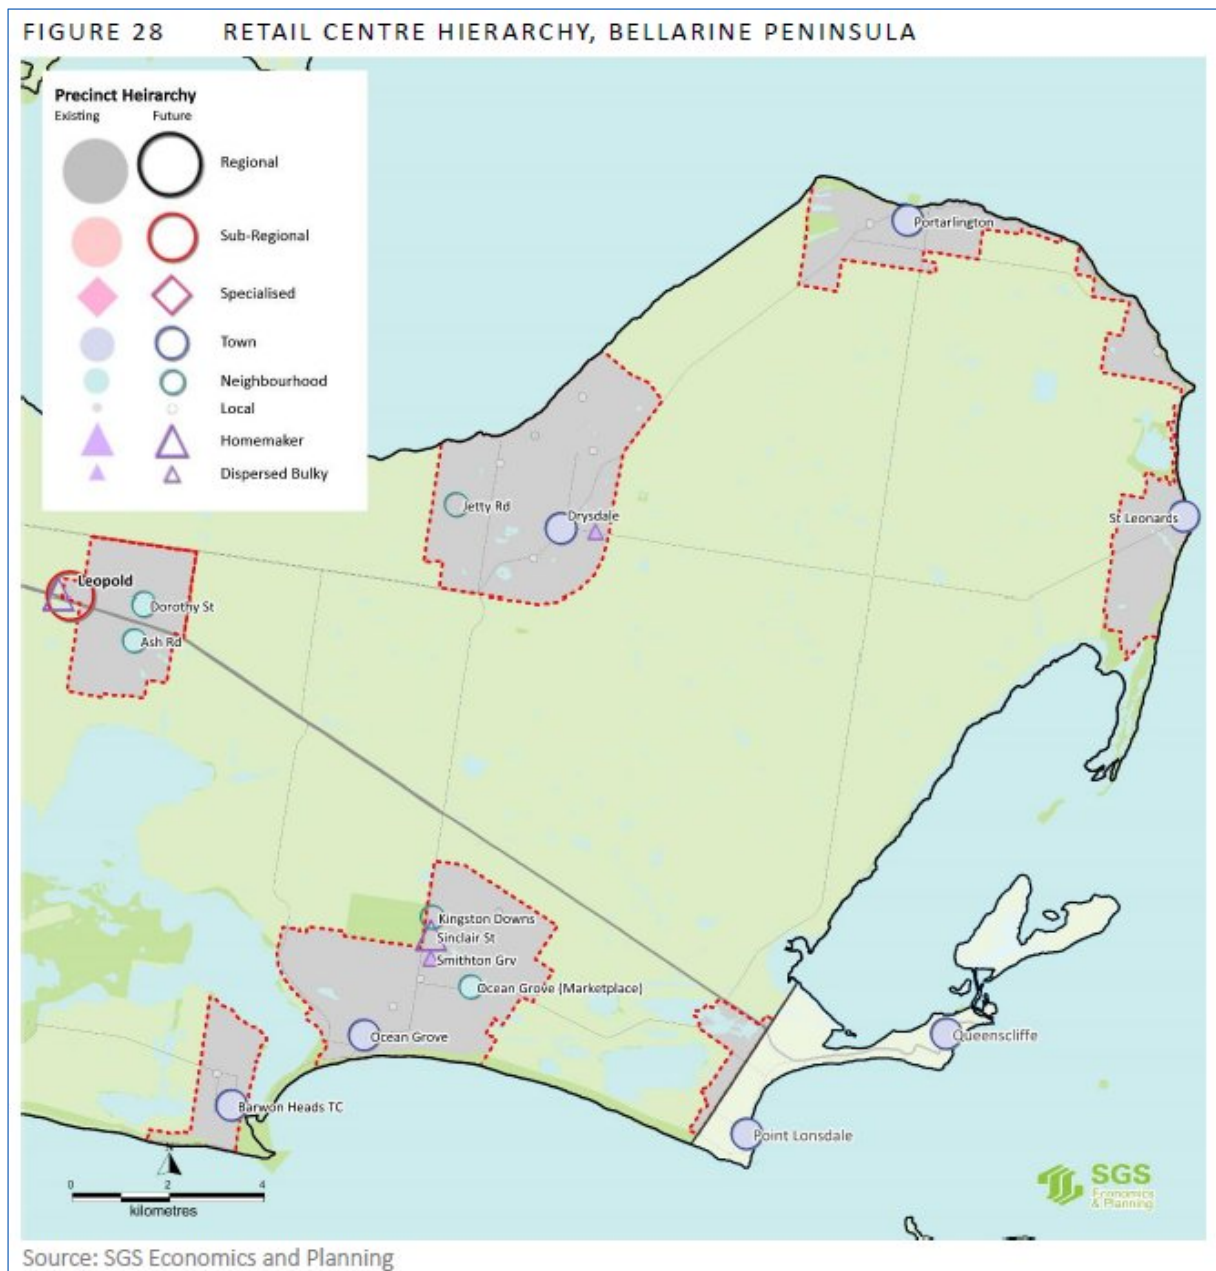 FIGURE 28 RETAIL CENTRE HIERARCHY, BELLARINE PENINSULA
Precinct Heirarchy
Existing Future
Regional
Sub-Regional
Specialised
Town
Neighbourhood
Local
Homemaker
Dispersed Bulky
Portarlington
Jetty Rd
Drysdale
St Leonards
Leopold
Dorothy St
Ash Rd
Kingston Downs
Sinclair St
Smithton Grv
Ocean Grove (Marketplace)
Ocean Grove
Queenscliffe
Barwon Heads TC
Point Lonsdale
N
0 2 4
kilometres
SGS
Economics
& Planning
Source: SGS Economics and Planning